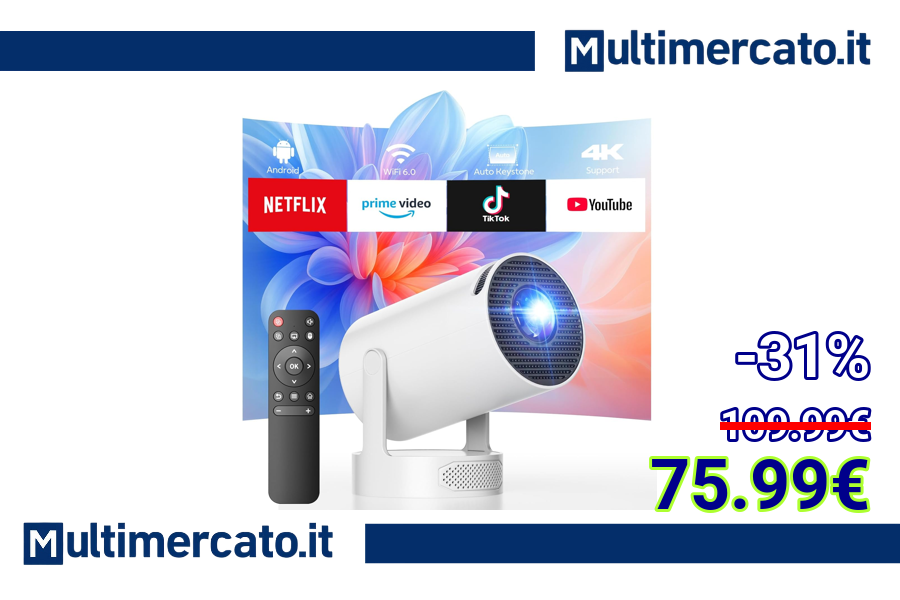 Multimercato.it
Android
WiFi 6.0
Auto
Auto Keystone
4K
Support
NETFLIX
prime video
TikTok
YouTube
OK
-31%
109.99€
75.99€
Multimercato.it